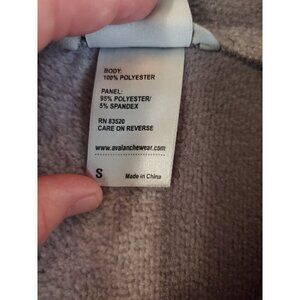 BODY:
100% POLYESTER
PANEL:
95% POLYESTER/
5% SPANDEX
RN 83520
CARE ON REVERSE
www.avalanchewear.com
S
Made in China